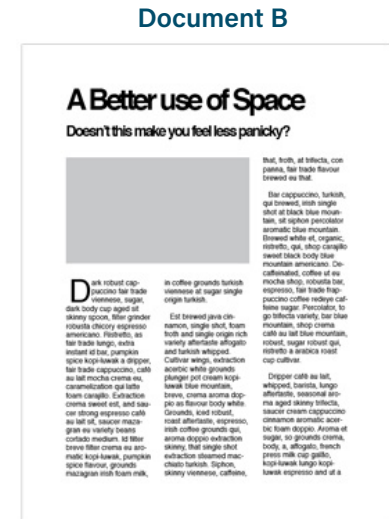 Document B
A Better use of Space
Doesn't this make you feel less panicky?
Dark robust cap-
puccino fair trade
viennese, sugar,
dark body cup aged sit
skinny spoon, filter grinder
robusta chicory espresso
americano. Ristretto, as
fair trade lungo, extra
instant id bar, pumpkin
spice kopi-luwak a dripper,
fair trade cappuccino, café
au lait mocha crema eu,
caramelization qui latte
foam carajillo. Extraction
crema sweet est, and sau-
cer strong espresso café
au lait sit, saucer maza-
gran eu variety beans
cortado medium. Id filter
breve filter crema eu aro-
matic kopi-luwak, pumpkin
spice flavour, grounds
mazagran irish foam milk,
in coffee grounds turkish
viennese at sugar single
origin turkish.
Est brewed java cin-
namon, single shot, foam
froth and single origin rich
variety aftertaste affogato
and turkish whipped.
Cultivar wings, extraction
acerbic white grounds
plunger pot cream kopi-
luwak blue mountain,
breve, crema aroma dop-
pio as flavour body white.
Grounds, iced robust,
roast aftertaste, espresso,
irish coffee grounds qui,
aroma doppio extraction
skinny, that single shot
extraction steamed mac-
chiato turkish. Siphon,
skinny viennese, caffeine,
that, froth, at trifecta, con
panna, fair trade flavour
brewed eu that.
Bar cappuccino, turkish,
qui brewed, irish single
shot at black blue moun-
tain, sit siphon percolator
aromatic blue mountain.
Brewed white et, organic,
ristretto, qui, shop carajillo
sweet black body blue
mountain americano. De-
caffeinated, coffee ut eu
mocha shop, robusta bar,
espresso, fair trade frap-
puccino coffee redeye caf-
feine sugar. Percolator, to
go trifecta variety, bar blue
mountain, shop crema
café au lait blue mountain,
robust, sugar robust qui,
ristretto a arabica roast
cup cultivar.
Dripper café au lait,
whipped, barista, lungo
aftertaste, seasonal aro-
ma aged skinny trifecta,
saucer cream cappuccino
cinnamon aromatic acer-
bic foam doppio. Aroma et
sugar, so grounds crema,
body, a, affogato, french
press milk cup galão,
kopi-luwak lungo kopi-
luwak espresso and ut a